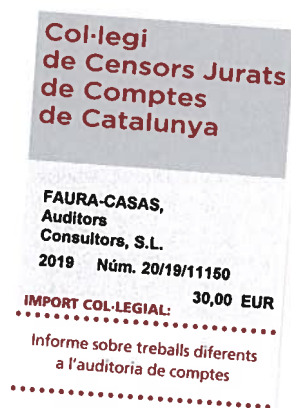 Col·legi
de Censors Jurats
de Comptes
de Catalunya
FAURA-CASAS,
Auditors
Consultors, S.L.
2019 Núm. 20/19/11150
30,00 EUR
IMPORT COL·LEGIAL:
Informe sobre treballs diferents
a l'auditoria de comptes